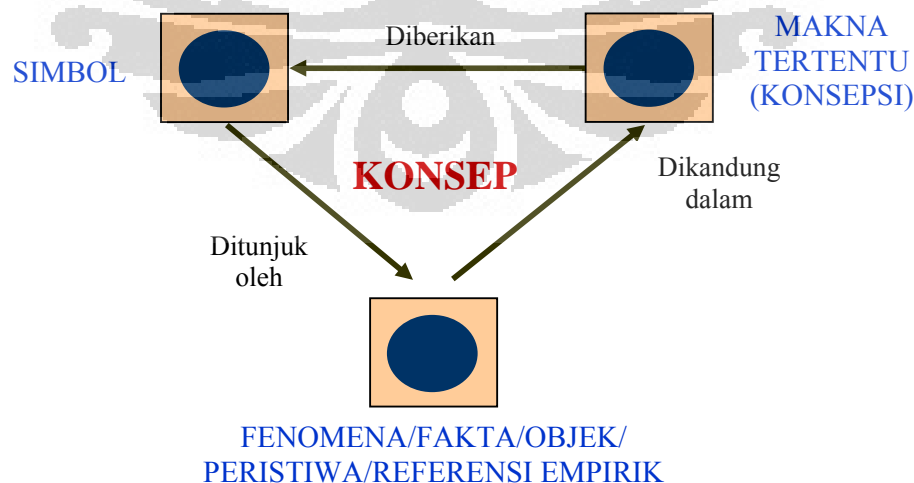 SIMBOL
Diberikan
MAKNA
TERTENTU
(KONSEPSI)
KONSEP
Dikandung
dalam
Ditunjuk
oleh
FENOMENA/FAKTA/OBJEK/
PERISTIWA/REFERENSI EMPIRIK